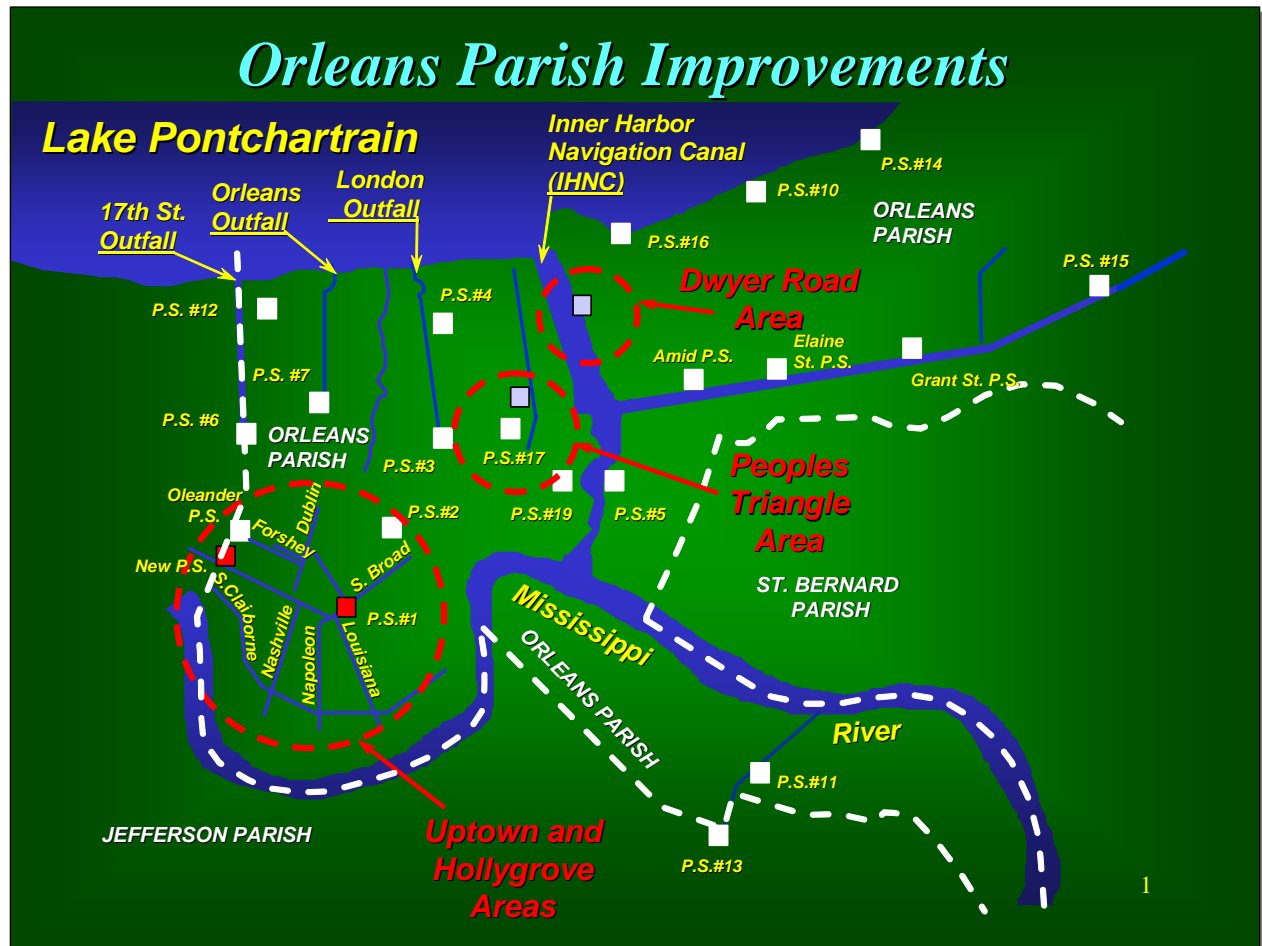 Orleans Parish Improvements
Lake Pontchartrain
Inner Harbor
Navigation Canal
(IHNC)
London
Outfall
Orleans
Outfall
17th St.
Outfall
P.S.#14
P.S.#10
ORLEANS
PARISH
P.S.#16
P.S. #15
Dwyer Road
Area
P.S.#4
P.S. #12
Elaine
St. P.S.
Amid P.S.
Grant St. P.S.
P.S. #7
P.S. #6
ORLEANS
PARISH
P.S.#3
P.S.#17
Peoples
Triangle
Area
P.S.#19
P.S.#5
Oleander
P.S.
Dublin
P.S.#2
Forshey
S. Broad
New P.S.
S.Claiborne
Nashville
Napoleon
Louisiana
P.S.#1
ST. BERNARD
PARISH
Mississippi
ORLEANS PARISH
River
P.S.#11
JEFFERSON PARISH
Uptown and
Hollygrove
Areas
P.S.#13
1